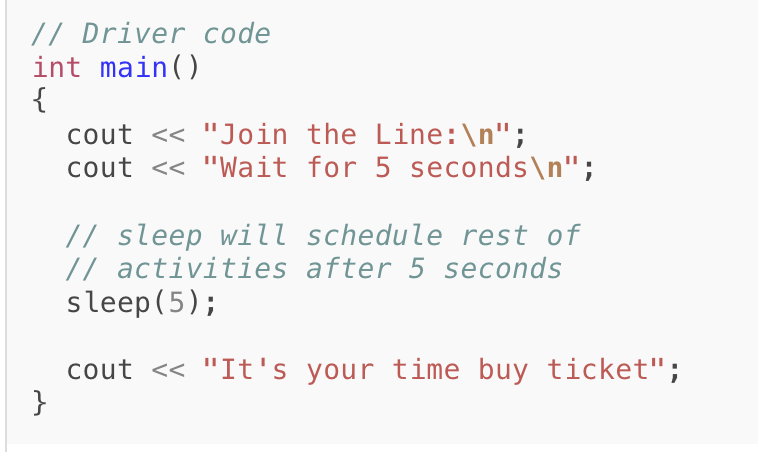 // Driver code
int main()
{
cout << "Join the Line:\n";
cout << "Wait for 5 seconds\n";
// sleep will schedule rest of
// activities after 5 seconds
sleep(5);
cout << "It's your time buy ticket";
}